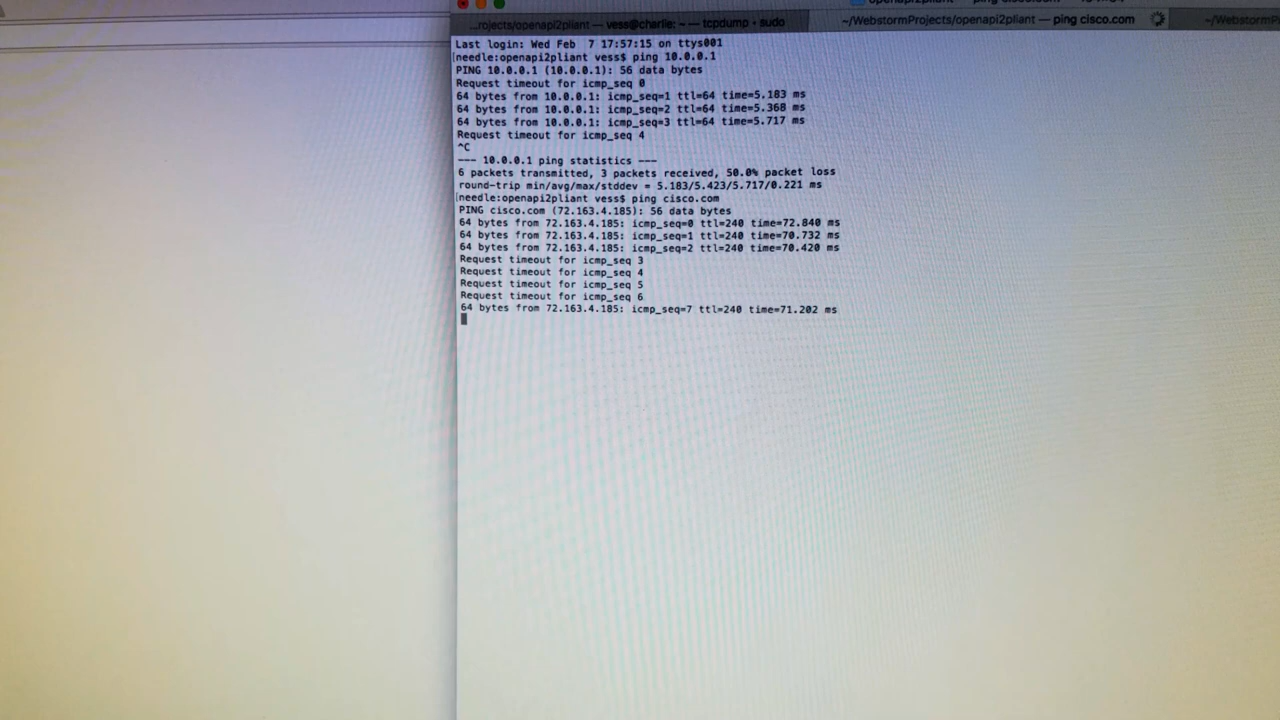 ...rojects/openapi2pliant — vess@charlie: ~ — tcpdump • sudo
~/WebstormProjects/openapi2pliant — ping cisco.com
Last login: Wed Feb  7 17:57:15 on ttys001
[needle:openapi2pliant vess$ ping 10.0.0.1
PING 10.0.0.1 (10.0.0.1): 56 data bytes
Request timeout for icmp_seq 0
64 bytes from 10.0.0.1: icmp_seq=1 ttl=64 time=5.183 ms
64 bytes from 10.0.0.1: icmp_seq=2 ttl=64 time=5.368 ms
64 bytes from 10.0.0.1: icmp_seq=3 ttl=64 time=5.717 ms
Request timeout for icmp_seq 4
^C
--- 10.0.0.1 ping statistics ---
6 packets transmitted, 3 packets received, 50.0% packet loss
round-trip min/avg/max/stddev = 5.183/5.423/5.717/0.221 ms
[needle:openapi2pliant vess$ ping cisco.com
PING cisco.com (72.163.4.185): 56 data bytes
64 bytes from 72.163.4.185: icmp_seq=0 ttl=240 time=72.840 ms
64 bytes from 72.163.4.185: icmp_seq=1 ttl=240 time=70.732 ms
64 bytes from 72.163.4.185: icmp_seq=2 ttl=240 time=70.420 ms
Request timeout for icmp_seq 3
Request timeout for icmp_seq 4
Request timeout for icmp_seq 5
Request timeout for icmp_seq 6
64 bytes from 72.163.4.185: icmp_seq=7 ttl=240 time=71.202 ms